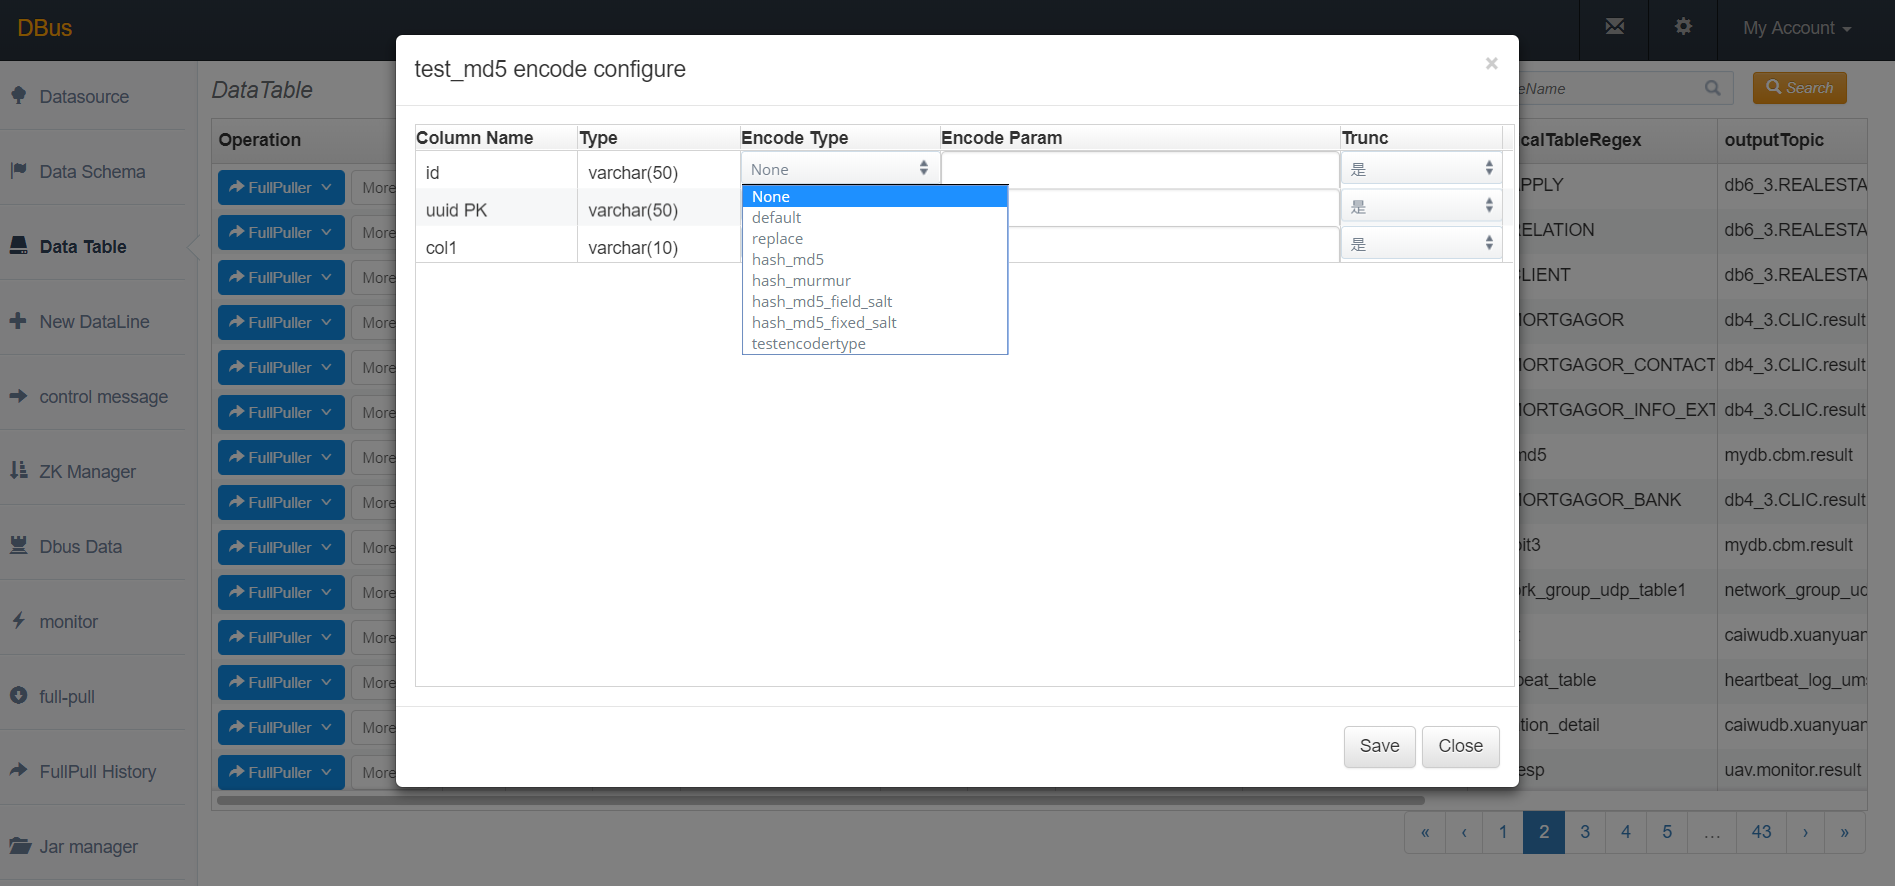 DBus
My Account
test_md5 encode configure
×
Datasource
Data Schema
Data Table
New DataLine
control message
ZK Manager
Dbus Data
monitor
full-pull
FullPull History
Jar manager
DataTable
eName
Search
Operation
calTableRegex
outputTopic
FullPuller More
FullPuller More
FullPuller More
FullPuller More
FullPuller More
FullPuller More
FullPuller More
FullPuller More
FullPuller More
FullPuller More
FullPuller More
FullPuller More
FullPuller More
FullPuller More
Column Name Type Encode Type Encode Param Trunc
id varchar(50) None 是
uuid PK varchar(50) 是
col1 varchar(10) 是
None
default
replace
hash_md5
hash_murmur
hash_md5_field_salt
hash_md5_fixed_salt
testencodertype
Save Close
PPLY db6_3.REALESTA
ELATION db6_3.REALESTA
LIENT db6_3.REALESTA
ORTGAGOR db4_3.CLIC.result
ORTGAGOR_CONTACT db4_3.CLIC.result
ORTGAGOR_INFO_EXT db4_3.CLIC.result
md5 mydb.cbm.result
ORTGAGOR_BANK db4_3.CLIC.result
it3 mydb.cbm.result
rk_group_udp_table1 network_group_ud
caiwudb.xuanyuan
beat_table heartbeat_log_ums
tion_detail caiwudb.xuanyuan
esp uav.monitor.result
« ‹ 1 2 3 4 5 … 43 › »